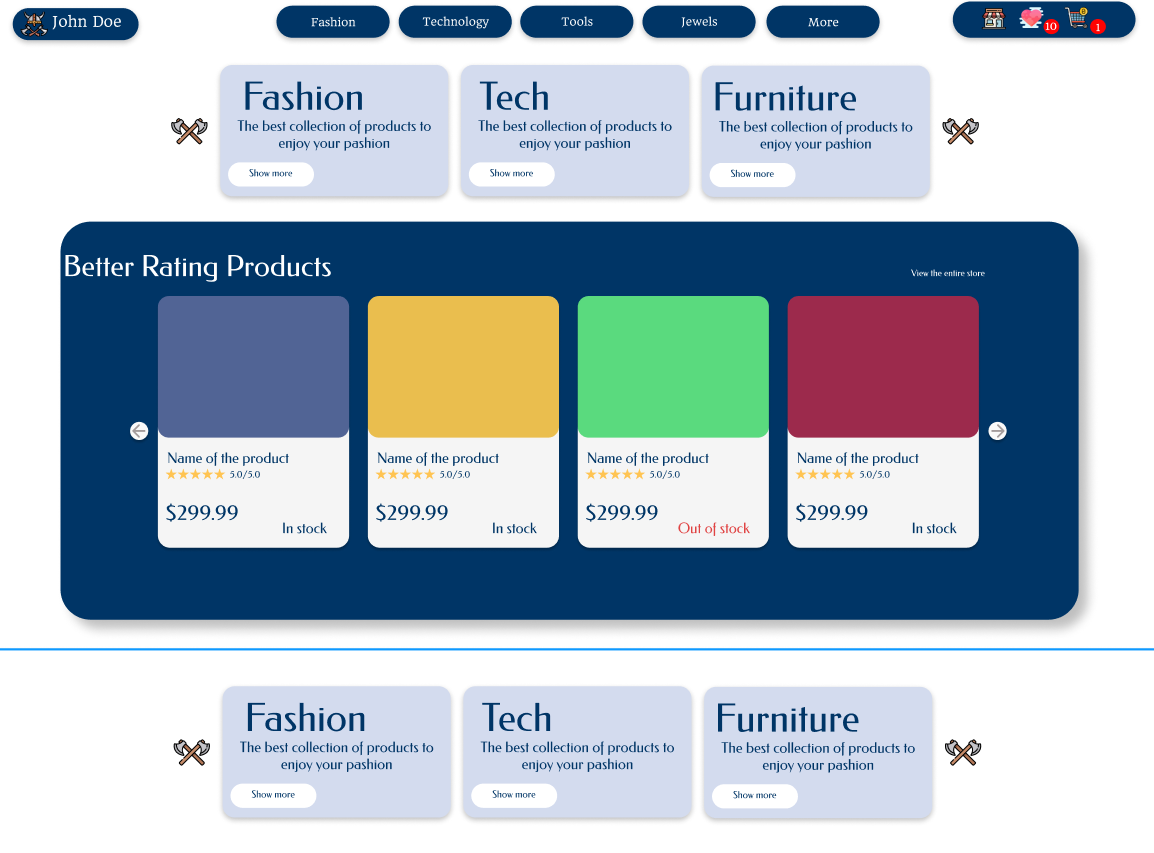 John Doe
Fashion
Technology
Tools
Jewels
More
10
1
Fashion
The best collection of products to
enjoy your pashion
Show more
Tech
The best collection of products to
enjoy your pashion
Show more
Furniture
The best collection of products to
enjoy your pashion
Show more
Better Rating Products
View the entire store
Name of the product
5.0/5.0
$299.99
In stock
Name of the product
5.0/5.0
$299.99
In stock
Name of the product
5.0/5.0
$299.99
Out of stock
Name of the product
5.0/5.0
$299.99
In stock
Fashion
The best collection of products to
enjoy your pashion
Show more
Tech
The best collection of products to
enjoy your pashion
Show more
Furniture
The best collection of products to
enjoy your pashion
Show more